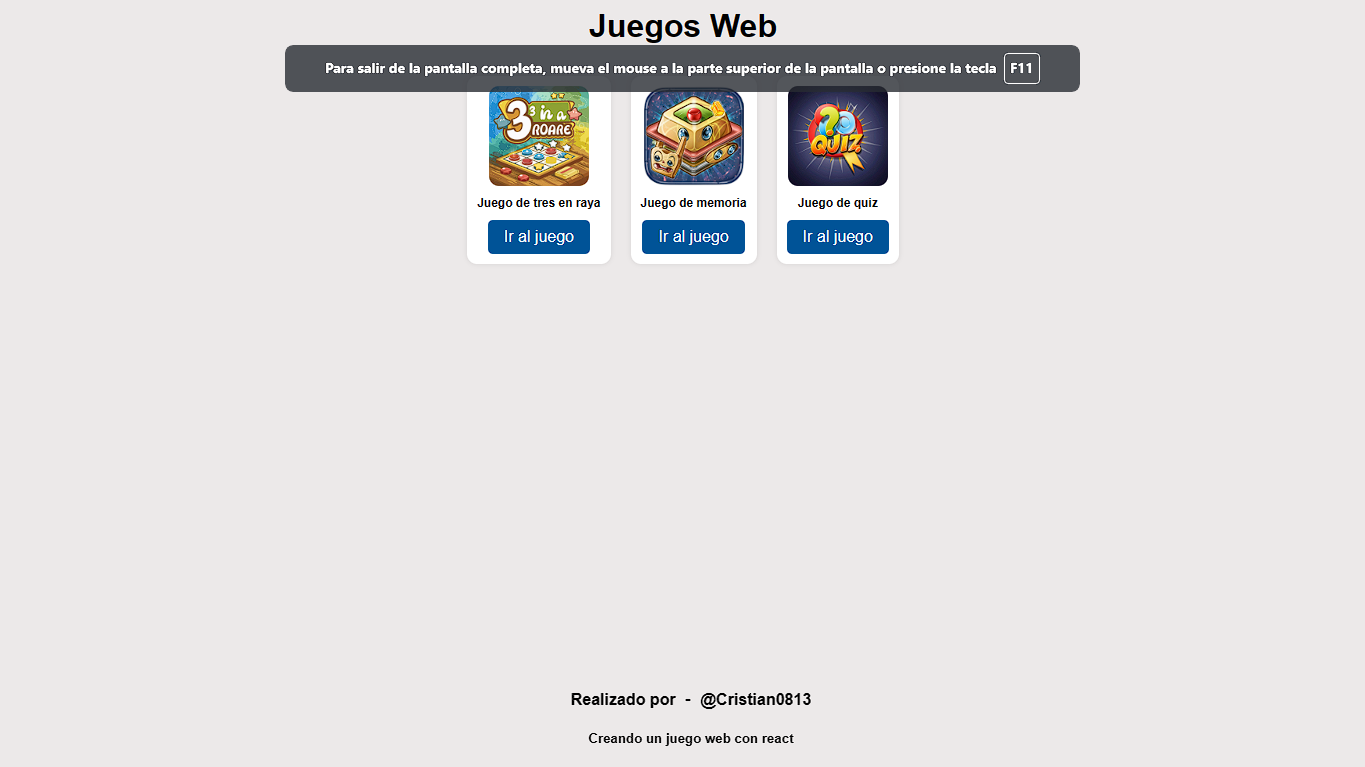 Juegos Web
Para salir de la pantalla completa, mueva el mouse a la parte superior de la pantalla o presione la tecla F11
3 3 in a
ROARE
?
QUIZ
Juego de tres en raya
Juego de memoria
Juego de quiz
Ir al juego
Ir al juego
Ir al juego
Realizado por - @Cristian0813
Creando un juego web con react